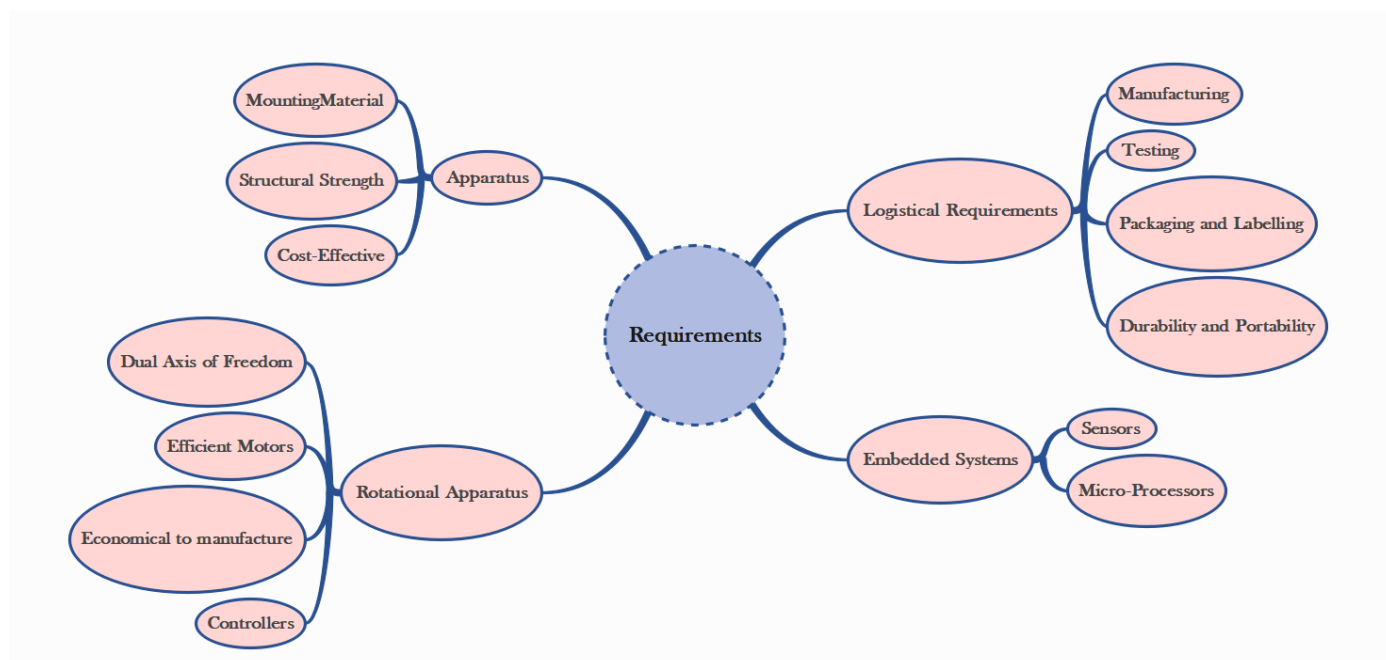 MountingMaterial
Structural Strength
Cost-Effective
Apparatus
Dual Axis of Freedom
Efficient Motors
Economical to manufacture
Controllers
Rotational Apparatus
Requirements
Logistical Requirements
Manufacturing
Testing
Packaging and Labelling
Durability and Portability
Embedded Systems
Sensors
Micro-Processors